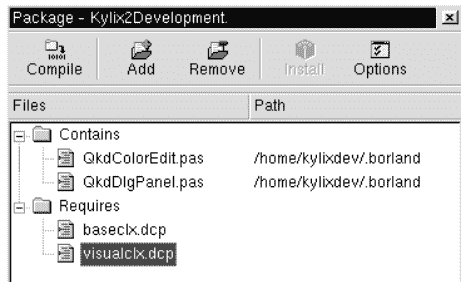 Package - Kylix2Development.
Compile Add Remove Install Options
Files Path
Contains
QkdColorEdit.pas /home/kylixdev/.borland
QkdDlgPanel.pas /home/kylixdev/.borland
Requires
baseclx.dcp
visualclx.dcp